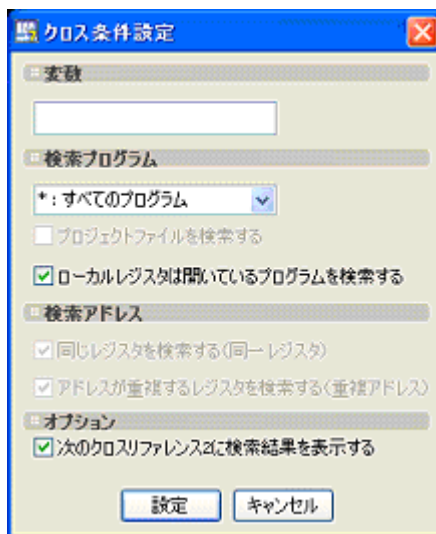 クロス条件設定
変数
検索プログラム
*：すべてのプログラム
プロジェクトファイルを検索する
ローカルレジスタは開いているプログラムを検索する
検索アドレス
同じレジスタを検索する(同一レジスタ)
アドレスが重複するレジスタを検索する(重複アドレス)
オプション
次のクロスリファレンス2に検索結果を表示する
設定 キャンセル